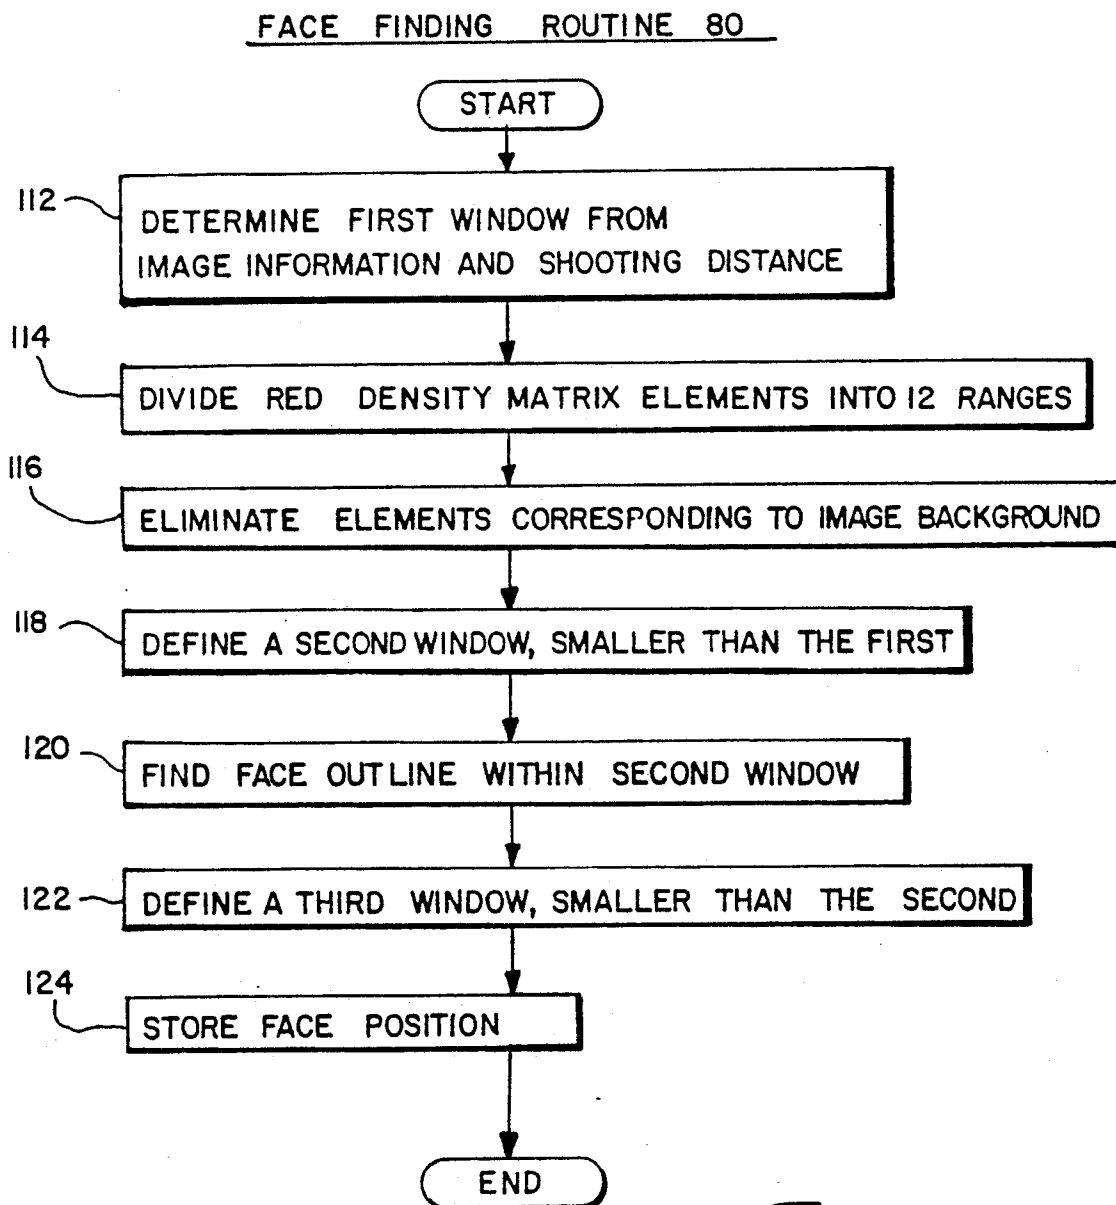 FACE FINDING ROUTINE 80
START
112
DETERMINE FIRST WINDOW FROM
IMAGE INFORMATION AND SHOOTING DISTANCE
114
DIVIDE RED DENSITY MATRIX ELEMENTS INTO 12 RANGES
116
ELIMINATE ELEMENTS CORRESPONDING TO IMAGE BACKGROUND
118
DEFINE A SECOND WINDOW, SMALLER THAN THE FIRST
120
FIND FACE OUTLINE WITHIN SECOND WINDOW
122
DEFINE A THIRD WINDOW, SMALLER THAN THE SECOND
124
STORE FACE POSITION
END